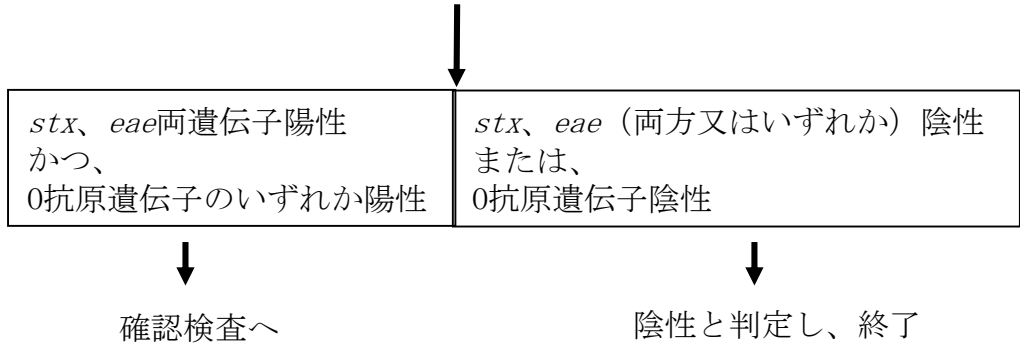 stx、eae両遺伝子陽性
かつ、
O抗原遺伝子のいずれか陽性
stx、eae（両方又はいずれか）陰性
または、
O抗原遺伝子陰性
確認検査へ
陰性と判定し、終了